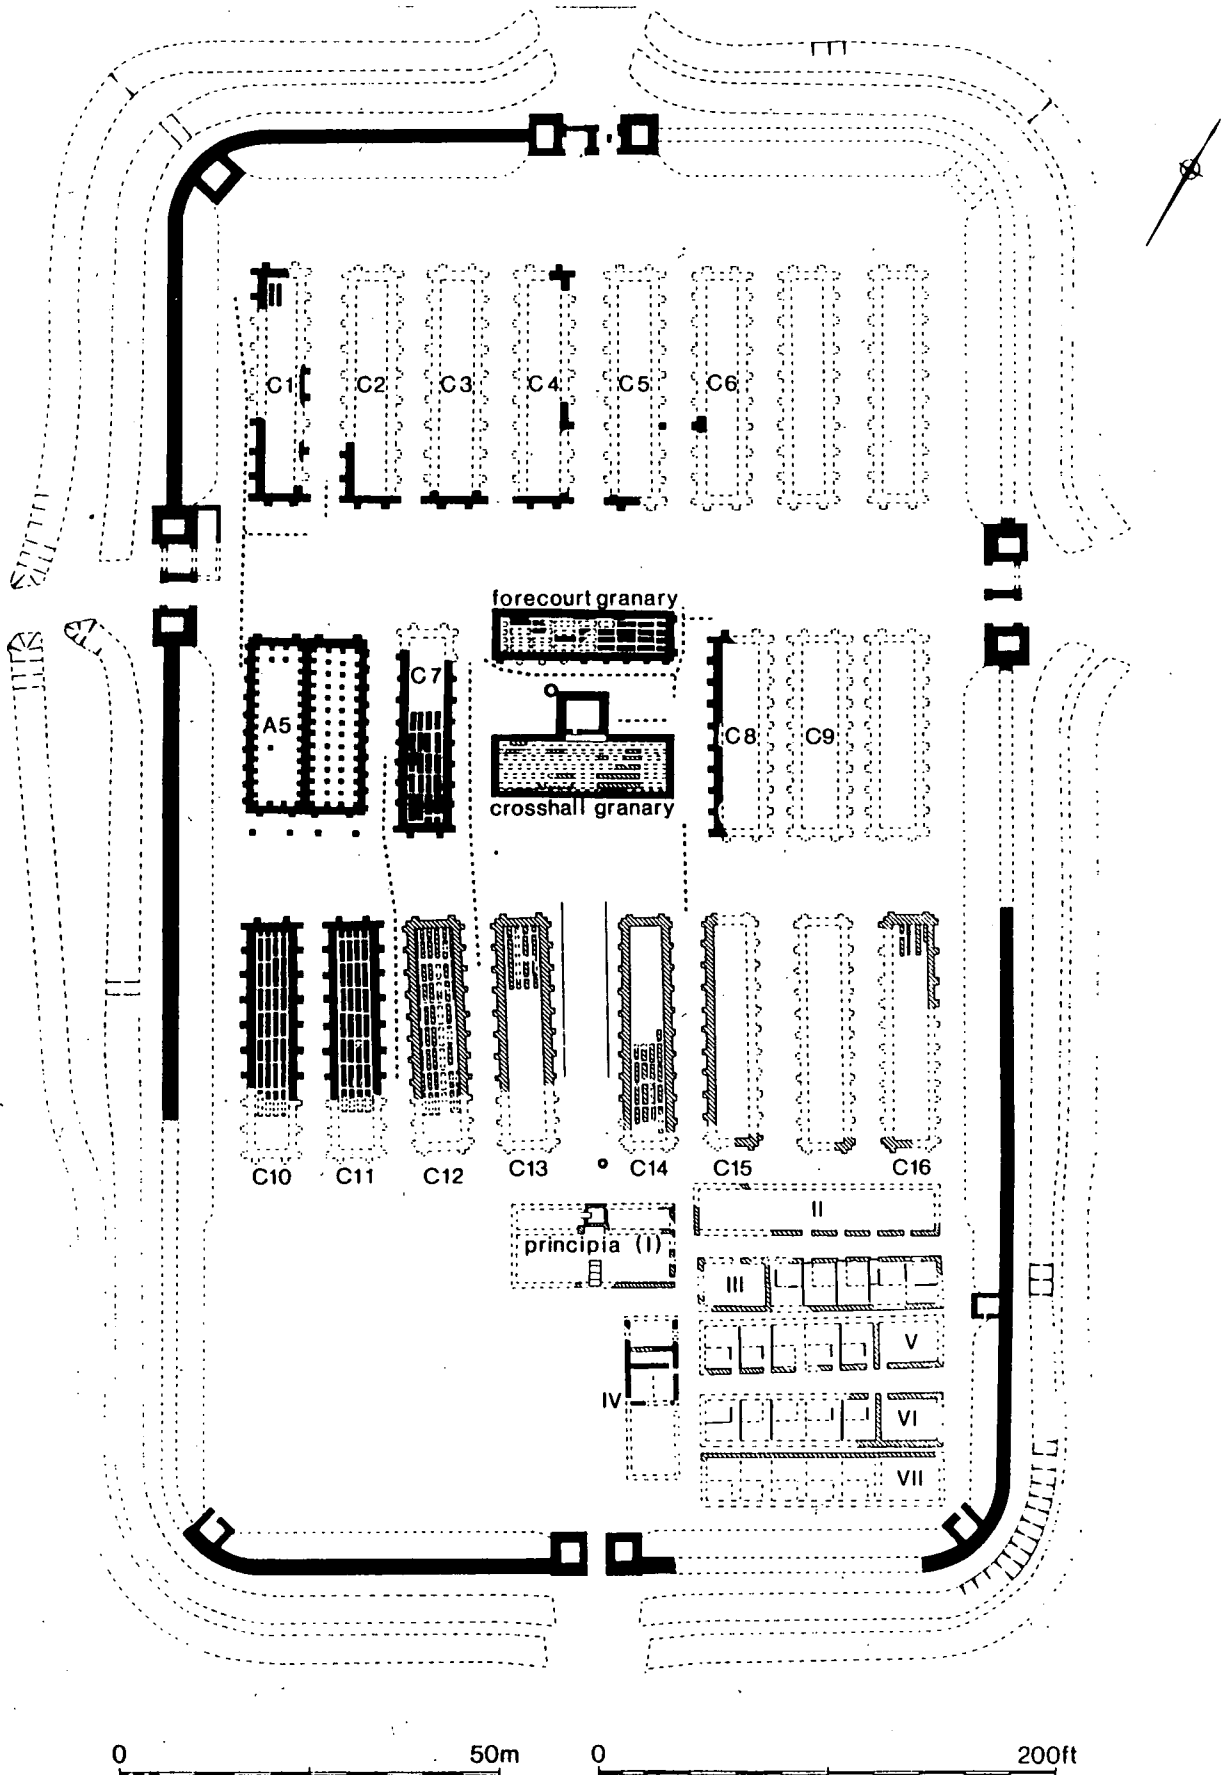 C1 C2 C3 C4 C5 C6
forecourt granary
C7
A5 C8 C9
crosshall granary
C10 C11 C12 C13 C14 C15 C16
II
principia (I)
III
V
IV
VI
VII
0 50m 0 200ft